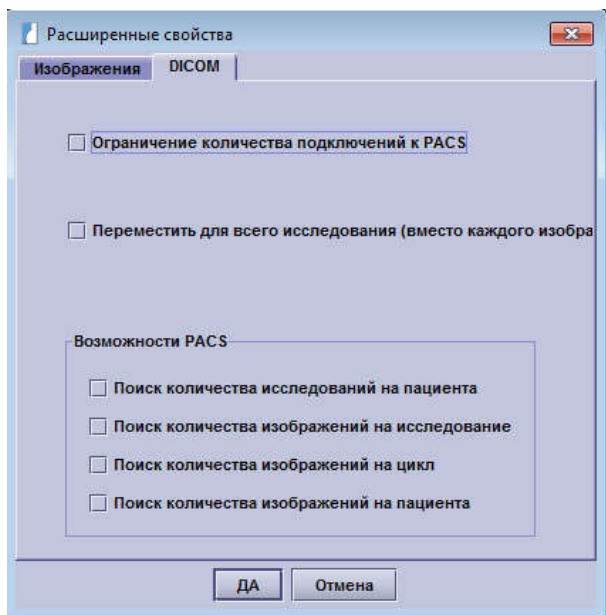 Расширенные свойства
Изображения DICOM
Ограничение количества подключений к PACS
Переместить для всего исследования (вместо каждого изобра
Возможности PACS
Поиск количества исследований на пациента
Поиск количества изображений на исследование
Поиск количества изображений на цикл
Поиск количества изображений на пациента
ДА Отмена